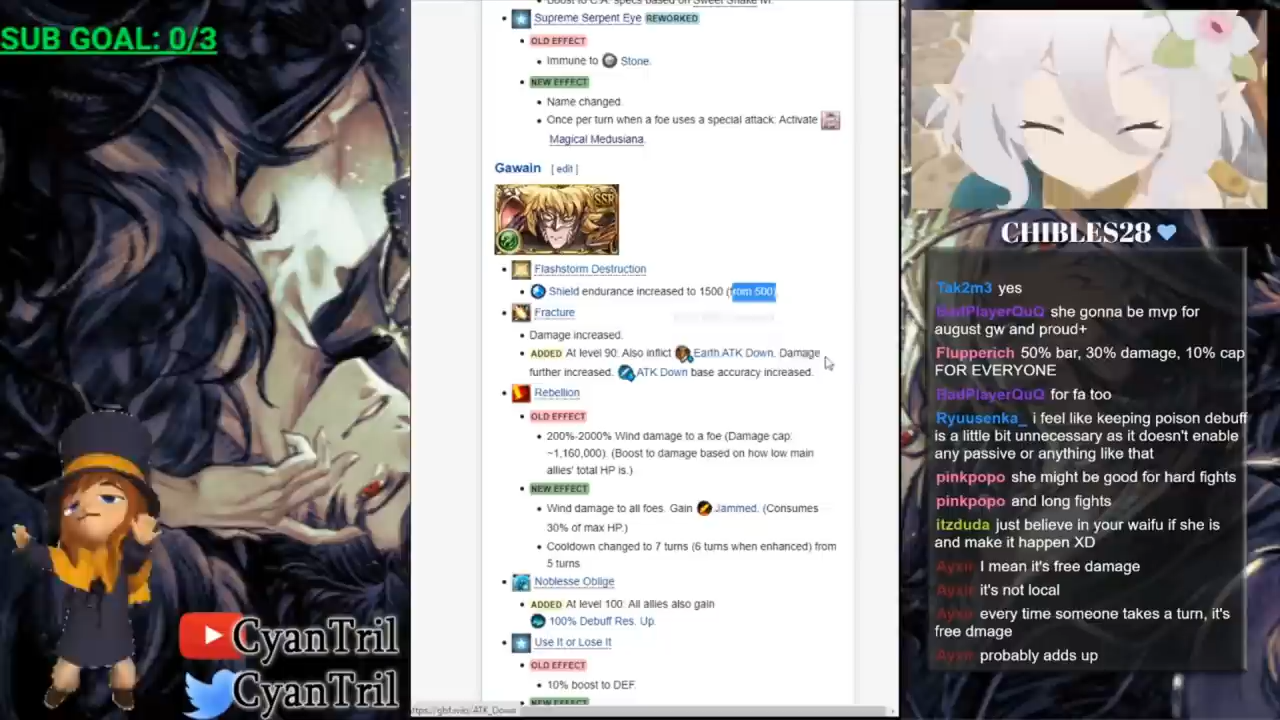 SUB GOAL: 0/3
Supreme Serpent Eye REWORKED
OLD EFFECT
Immune to Stone.
NEW EFFECT
Name changed.
Once per turn when a foe uses a special attack: Activate
Magical Medusiana.
Gawain [ edit ]
SSR
Flashstorm Destruction
Shield endurance increased to 1500 (from 500)
Fracture
Damage increased.
ADDED At level 90: Also inflict Earth ATK Down. Damage
further increased. ATK Down base accuracy increased.
Rebellion
OLD EFFECT
200%-2000% Wind damage to a foe (Damage cap:
~1,160,000). (Boost to damage based on how low main
allies' total HP is.)
NEW EFFECT
Wind damage to all foes. Gain Jammed. (Consumes
30% of max HP.)
Cooldown changed to 7 turns (6 turns when enhanced) from
5 turns
Noblesse Oblige
ADDED At level 100: All allies also gain
100% Debuff Res. Up.
Use It or Lose It
OLD EFFECT
10% boost to DEF.
NEW EFFECT
CyanTril
CyanTril
CHIBLES28
Tak2m3 yes
BadPlayerQuQ she gonna be mvp for
august gw and proud+
Flupperich 50% bar, 30% damage, 10% cap
FOR EVERYONE
BadPlayerQuQ for fa too
Ryuusenka_ i feel like keeping poison debuff
is a little bit unnecessary as it doesn't enable
any passive or anything like that
pinkpopo she might be good for hard fights
pinkpopo and long fights
itzduda just believe in your waifu if she is
and make it happen XD
I mean it's free damage
it's not local
every time someone takes a turn, it's
free dmage
probably adds up